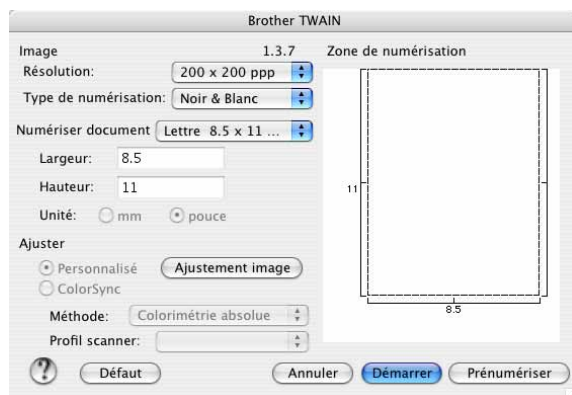 Brother TWAIN
Image 1.3.7
Résolution: 200 x 200 ppp
Type de numérisation: Noir & Blanc
Numériser document Lettre 8.5 x 11 ...
Largeur: 8.5
Hauteur: 11
Unité: mm pouce
Ajuster
Personnalisé Ajustement image
ColorSync
Méthode: Colorimétrie absolue
Profil scanner:
? Défaut Annuler Démarrer Prénumériser
Zone de numérisation
11
8.5